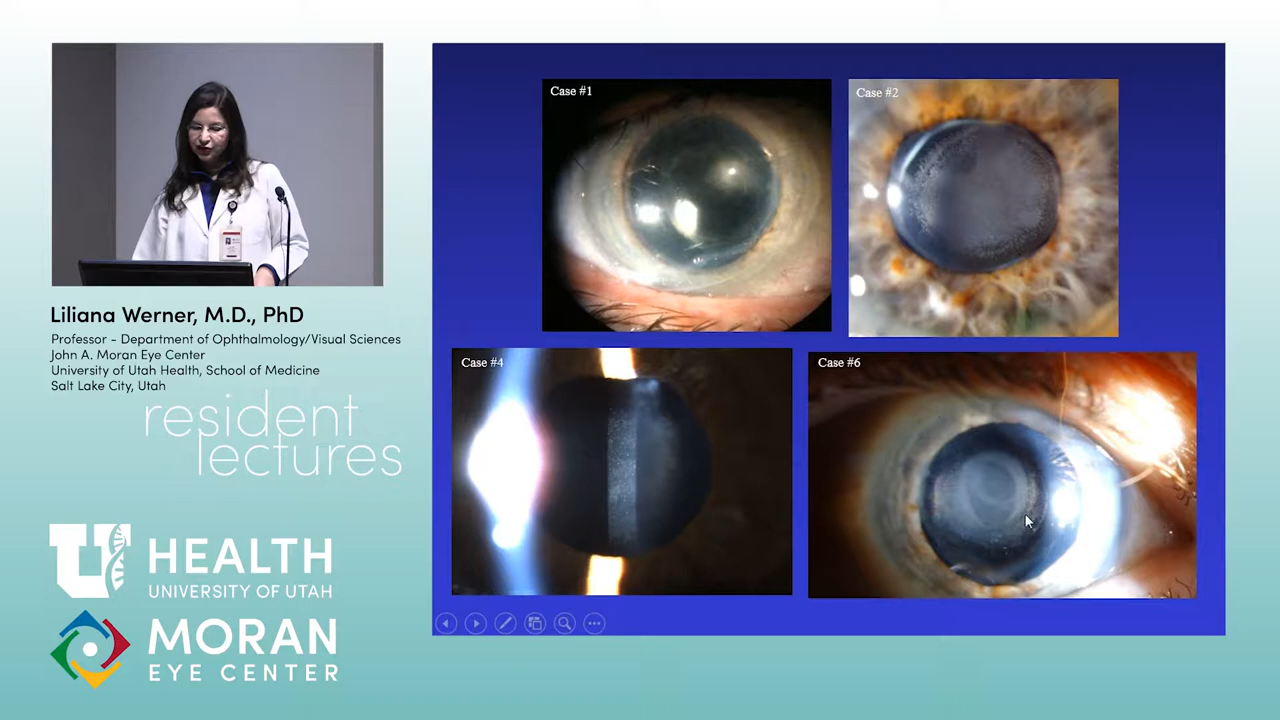 Liliana Werner, M.D., PhD
Professor - Department of Ophthalmology/Visual Sciences
John A. Moran Eye Center
University of Utah Health, School of Medicine
Salt Lake City, Utah
resident
lectures
U HEALTH
UNIVERSITY OF UTAH
MORAN
EYE CENTER
Case #1
Case #2
Case #4
Case #6